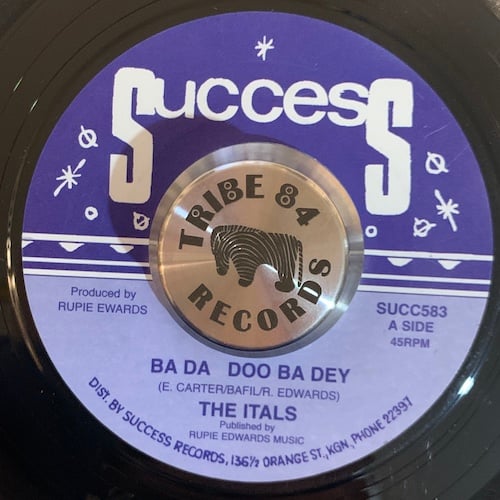 SuccesS
TRIBE 84
RECORDS
Produced by
RUPIE EWARDS
SUCC583
A SIDE
45RPM
BA DA DOO BA DEY
(E. CARTER/BAFIL/R. EDWARDS)
THE ITALS
Published by
RUPIE EDWARDS MUSIC
DIST. BY SUCCESS RECORDS, 136½ ORANGE ST., KGN, PHONE 22397